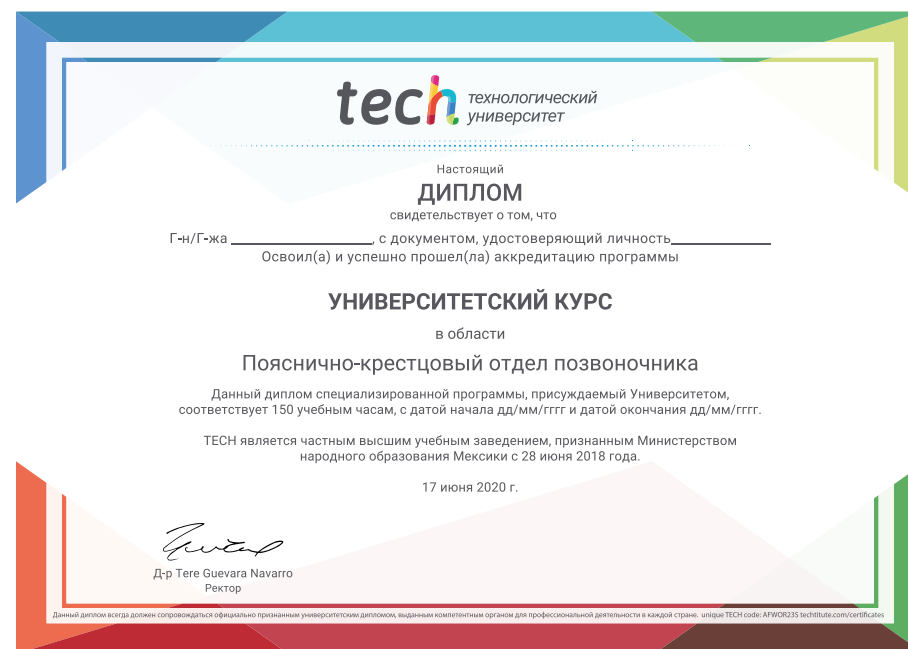 tech технологический
университет
Настоящий
ДИПЛОМ
свидетельствует о том, что
Г-н/Г-жа ____________________, с документом, удостоверяющий личность______________
Освоил(а) и успешно прошел(ла) аккредитацию программы
УНИВЕРСИТЕТСКИЙ КУРС
в области
Пояснично-крестцовый отдел позвоночника
Данный диплом специализированной программы, присуждаемый Университетом,
соответствует 150 учебным часам, с датой начала дд/мм/гггг и датой окончания дд/мм/гггг.
TECH является частным высшим учебным заведением, признанным Министерством
народного образования Мексики с 28 июня 2018 года.
17 июня 2020 г.
Д-р Tere Guevara Navarro
Ректор
Данный диплом всегда должен сопровождаться официально признанным университетским дипломом, выданным компетентным органом для профессиональной деятельности в каждой стране. unique TECH code: AFWOR23S techtitute.com/certificates